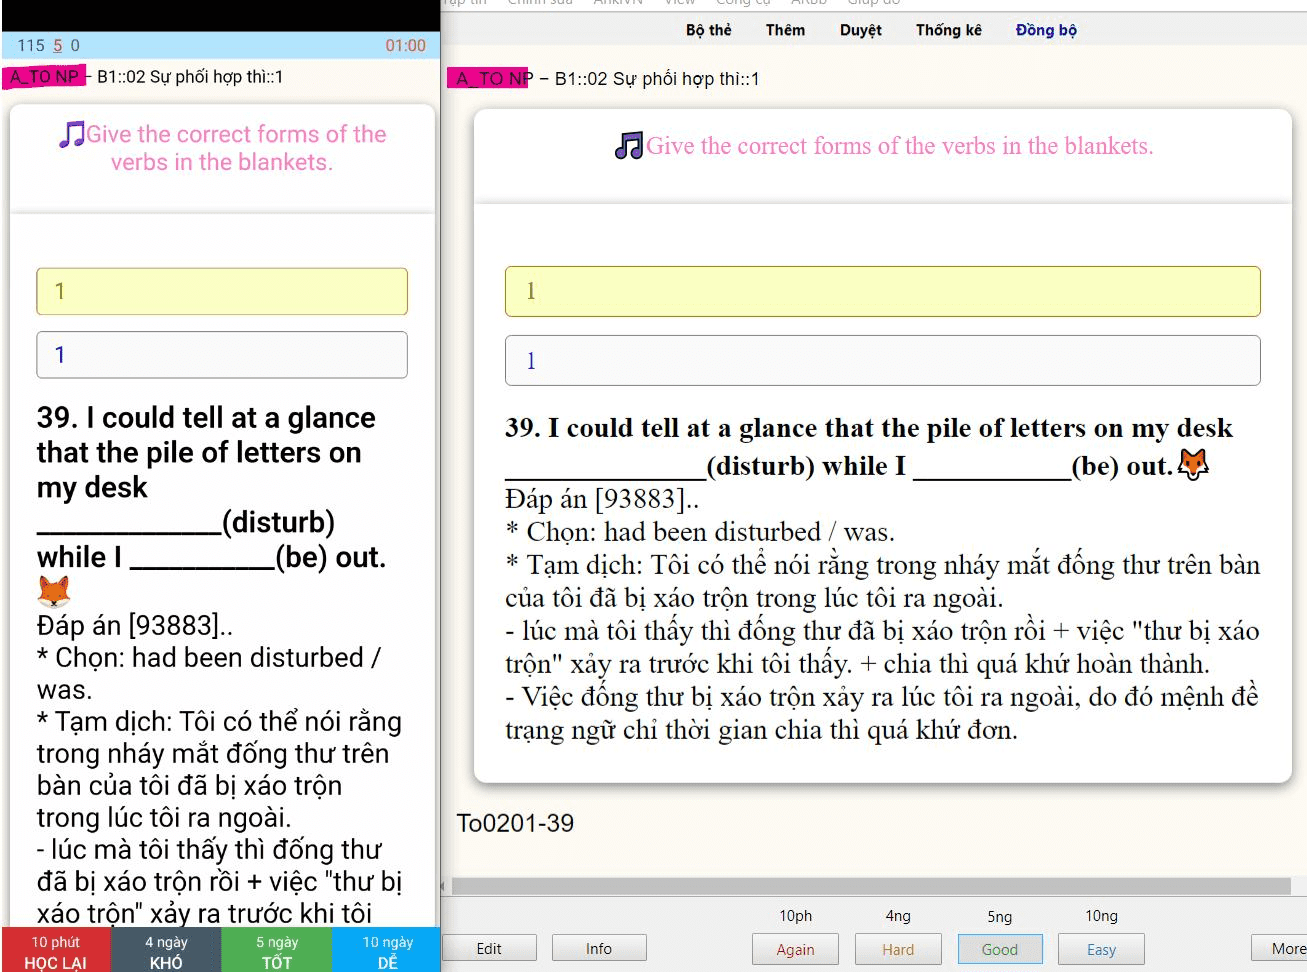 115 5 0
01:00
A_TO NP – B1::02 Sự phối hợp thì::1
Give the correct forms of the
verbs in the blankets.
1
1
39. I could tell at a glance
that the pile of letters on
my desk
______________(disturb)
while I ___________(be) out.
Đáp án [93883]..
* Chọn: had been disturbed /
was.
* Tạm dịch: Tôi có thể nói rằng
trong nháy mắt đống thư trên
bàn của tôi đã bị xáo trộn
trong lúc tôi ra ngoài.
- lúc mà tôi thấy thì đống thư
đã bị xáo trộn rồi + việc "thư bị
xáo trộn" xảy ra trước khi tôi
10 phút
HỌC LẠI
4 ngày
KHÓ
5 ngày
TỐT
10 ngày
DỄ
Bộ thẻ Thêm Duyệt Thống kê Đồng bộ
A_TO NP – B1::02 Sự phối hợp thì::1
Give the correct forms of the verbs in the blankets.
1
1
39. I could tell at a glance that the pile of letters on my desk
______________(disturb) while I ___________(be) out.
Đáp án [93883]..
* Chọn: had been disturbed / was.
* Tạm dịch: Tôi có thể nói rằng trong nháy mắt đống thư trên bàn
của tôi đã bị xáo trộn trong lúc tôi ra ngoài.
- lúc mà tôi thấy thì đống thư đã bị xáo trộn rồi + việc "thư bị xáo
trộn" xảy ra trước khi tôi thấy. + chia thì quá khứ hoàn thành.
- Việc đống thư bị xáo trộn xảy ra lúc tôi ra ngoài, do đó mệnh đề
trạng ngữ chỉ thời gian chia thì quá khứ đơn.
To0201-39
10ph 4ng 5ng 10ng
Edit Info Again Hard Good Easy More